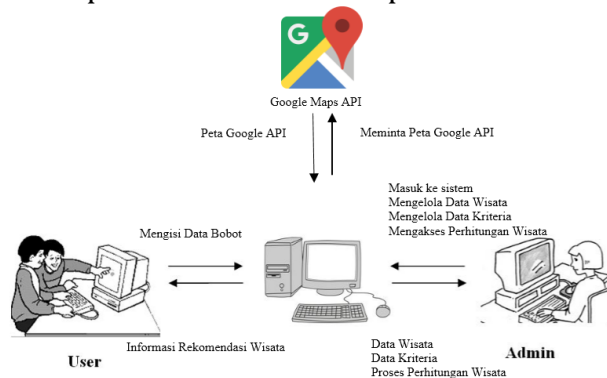 Google Maps API
Peta Google API
Meminta Peta Google API
Masuk ke sistem
Mengelola Data Wisata
Mengelola Data Kriteria
Mengakses Perhitungan Wisata
Mengisi Data Bobot
Informasi Rekomendasi Wisata
Data Wisata
Data Kriteria
Proses Perhitungan Wisata
User
Admin